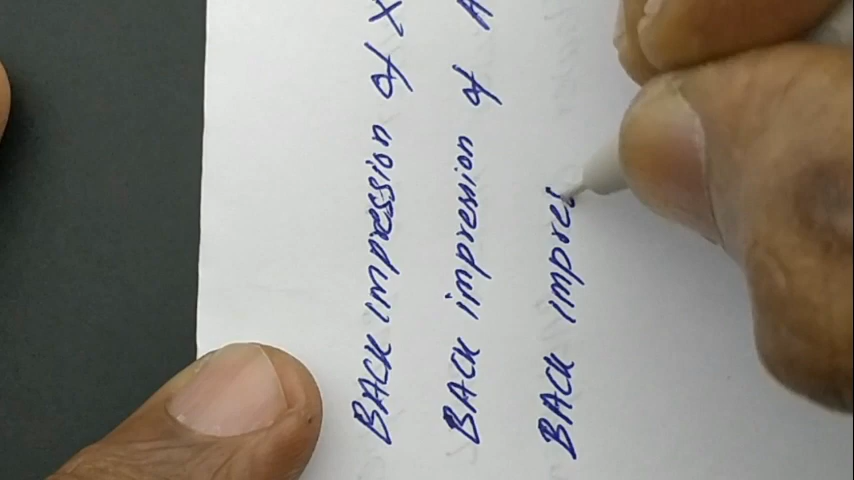 BACK impression of X
BACK impression of A
BACK impres